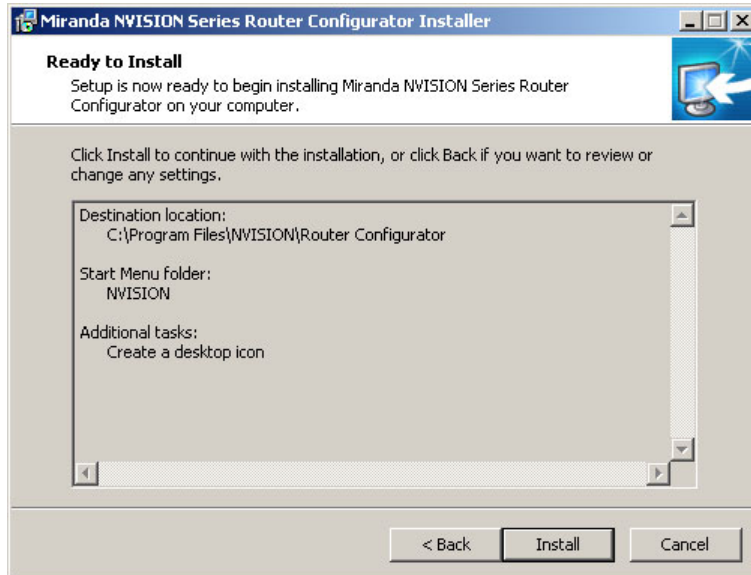 Miranda NVISION Series Router Configurator Installer
Ready to Install
Setup is now ready to begin installing Miranda NVISION Series Router
Configurator on your computer.
Click Install to continue with the installation, or click Back if you want to review or
change any settings.
Destination location:
C:\Program Files\NVISION\Router Configurator
Start Menu folder:
NVISION
Additional tasks:
Create a desktop icon
< Back
Install
Cancel